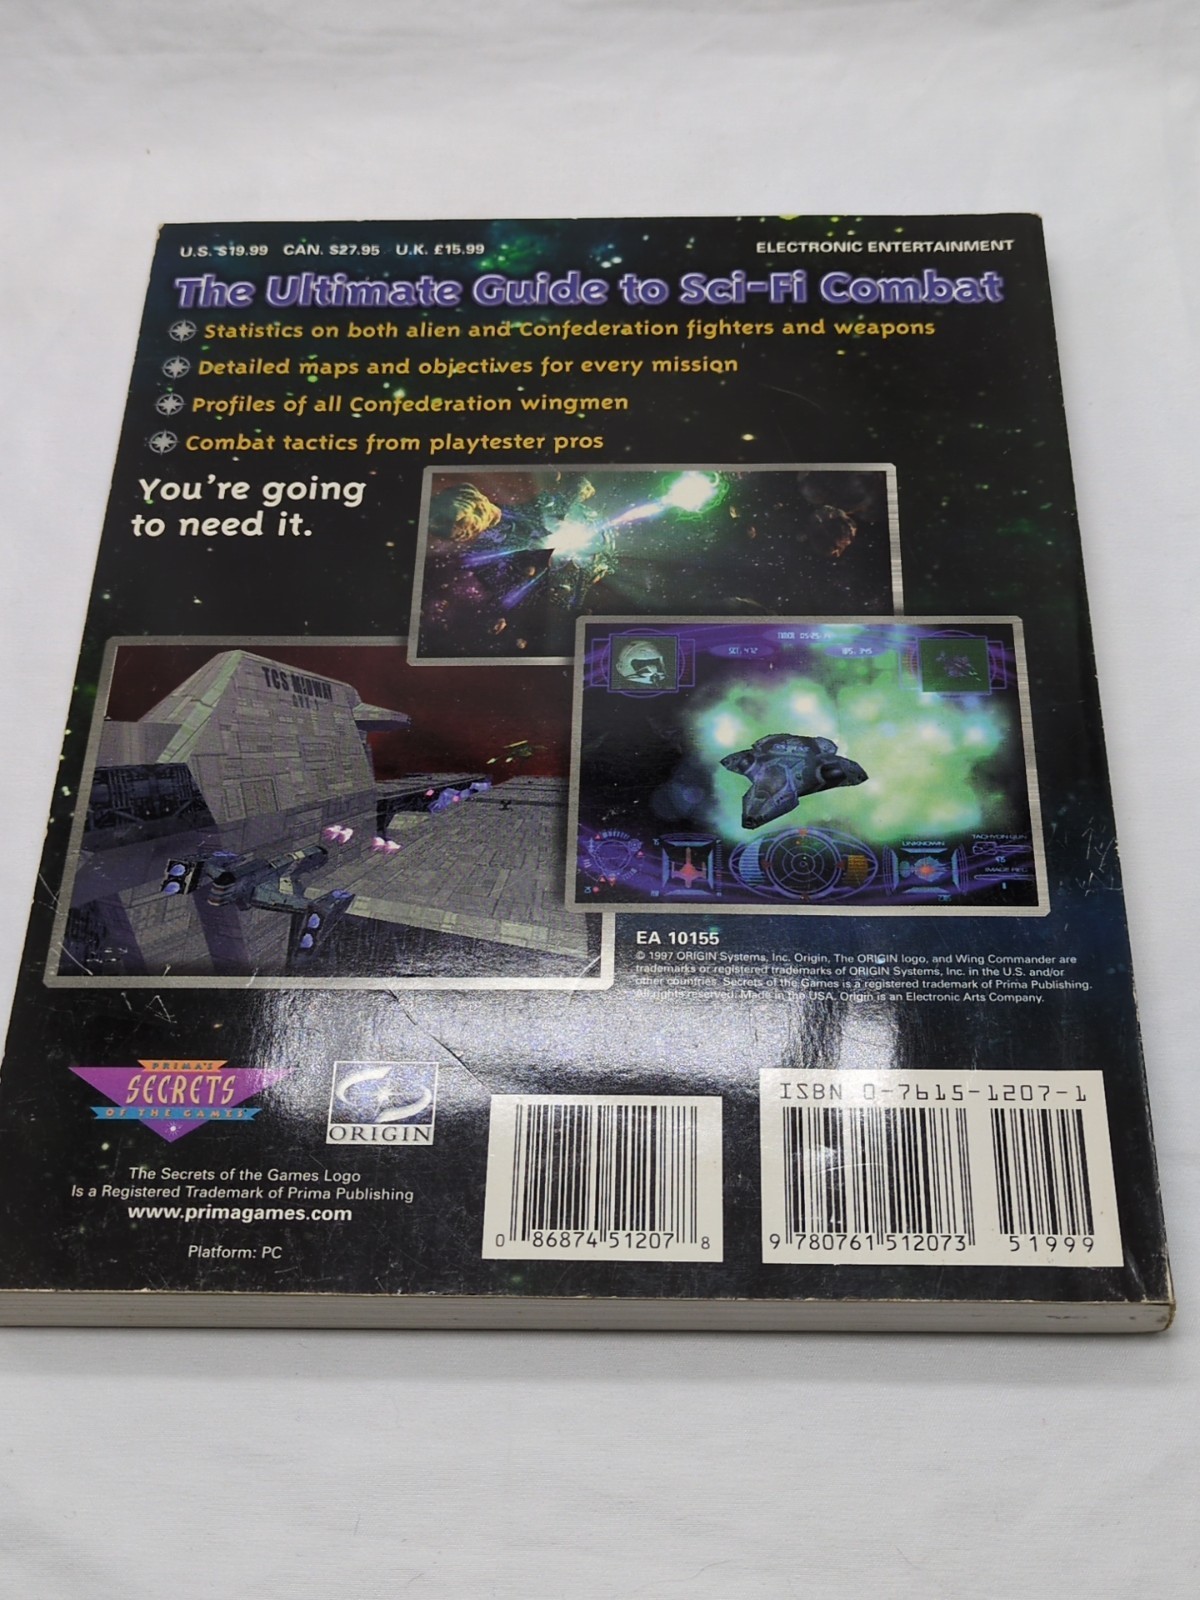 U.S. $19.99 CAN. $27.95 U.K. £15.99
ELECTRONIC ENTERTAINMENT
The Ultimate Guide to Sci-Fi Combat
Statistics on both alien and Confederation fighters and weapons
Detailed maps and objectives for every mission
Profiles of all Confederation wingmen
Combat tactics from playtester pros
You're going
to need it.
TCS MIDWAY
SET. 472
KPS. 345
UNKNOWN
TACHYON GUN
IMAGE REC
EA 10155
© 1997 ORIGIN Systems, Inc. Origin, The ORIGIN logo, and Wing Commander are
trademarks or registered trademarks of ORIGIN Systems, Inc. in the U.S. and/or
other countries. Secrets of the Games is a registered trademark of Prima Publishing.
All rights reserved. Made in the USA. Origin is an Electronic Arts Company.
PRIMA'S
SECRETS
OF THE GAMES
ORIGIN
The Secrets of the Games Logo
Is a Registered Trademark of Prima Publishing
www.primagames.com
Platform: PC
0 86874 51207 8
ISBN 0-7615-1207-1
9 780761 512073 51999